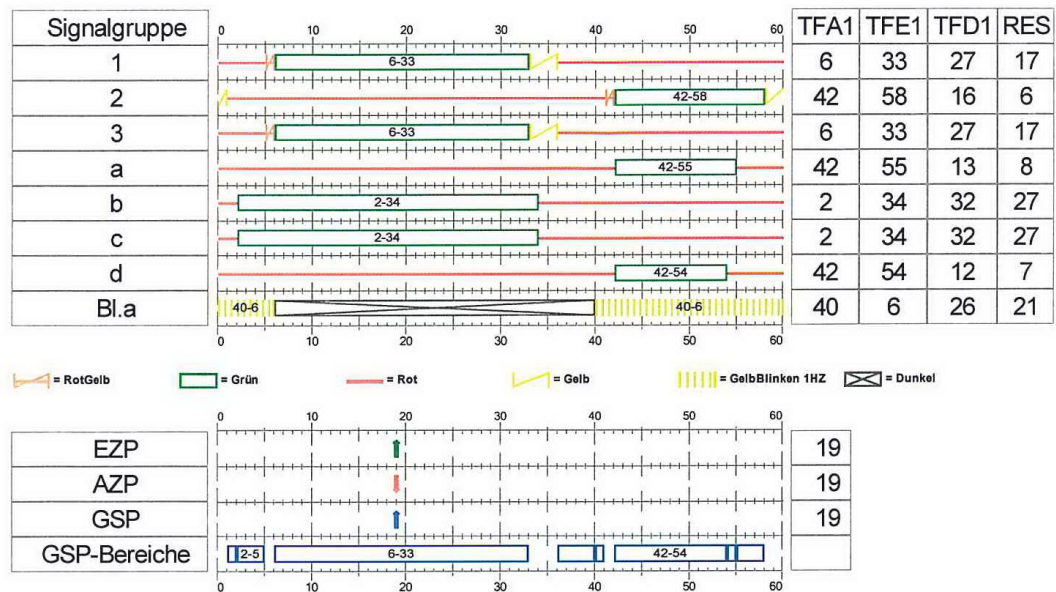 Signalgruppe 0 10 20 30 40 50 60 TFA1 TFE1 TFD1 RES
1 6-33 6 33 27 17
2 42-58 42 58 16 6
3 6-33 6 33 27 17
a 42-55 42 55 13 8
b 2-34 2 34 32 27
c 2-34 2 34 32 27
d 42-54 42 54 12 7
Bl.a 40-6 40-6 40 6 26 21
0 10 20 30 40 50 60
= RotGelb = Grün = Rot = Gelb = GelbBlinken 1HZ = Dunkel
0 10 20 30 40 50 60
EZP 19
AZP 19
GSP 19
GSP-Bereiche 2-5 6-33 42-54
0 10 20 30 40 50 60